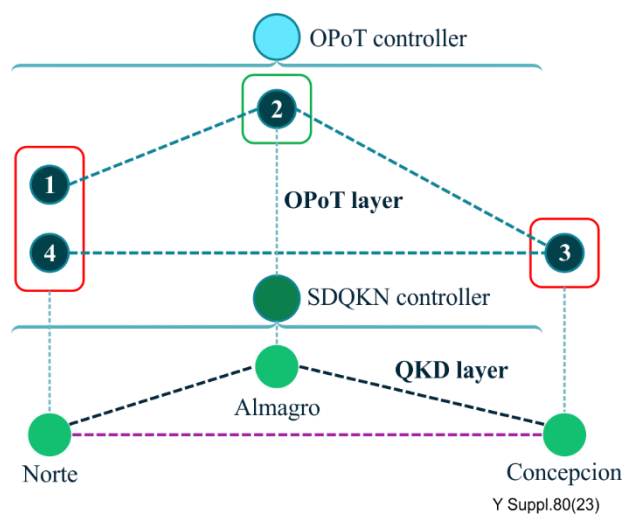 OPoT controller
2
1
OPoT layer
4
3
SDQKN controller
QKD layer
Almagro
Norte
Concepcion
Y Suppl.80(23)